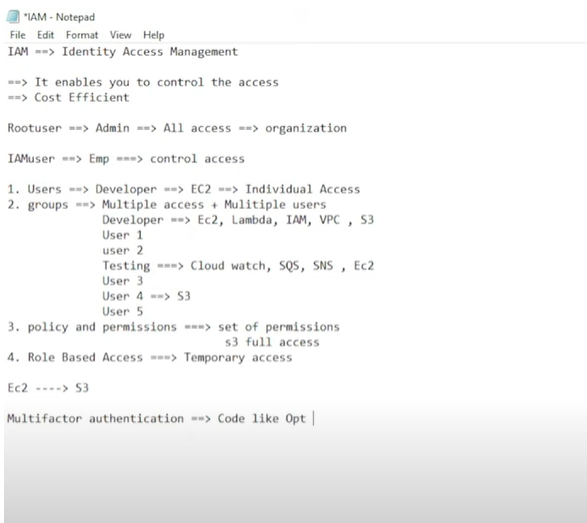 *IAM - Notepad
File Edit Format View Help
IAM ==> Identity Access Management
==> It enables you to control the access
==> Cost Efficient
Rootuser ==> Admin ==> All access ==> organization
IAMuser ==> Emp ===> control access
1. Users ==> Developer ==> EC2 ==> Individual Access
2. groups ==> Multiple access + Mulitiple users
Developer ==> Ec2, Lambda, IAM, VPC , S3
User 1
user 2
Testing ===> Cloud watch, SQS, SNS , Ec2
User 3
User 4 ==> S3
User 5
3. policy and permissions ===> set of permissions
s3 full access
4. Role Based Access ===> Temporary access
Ec2 ----> S3
Multifactor authentication ==> Code like Opt